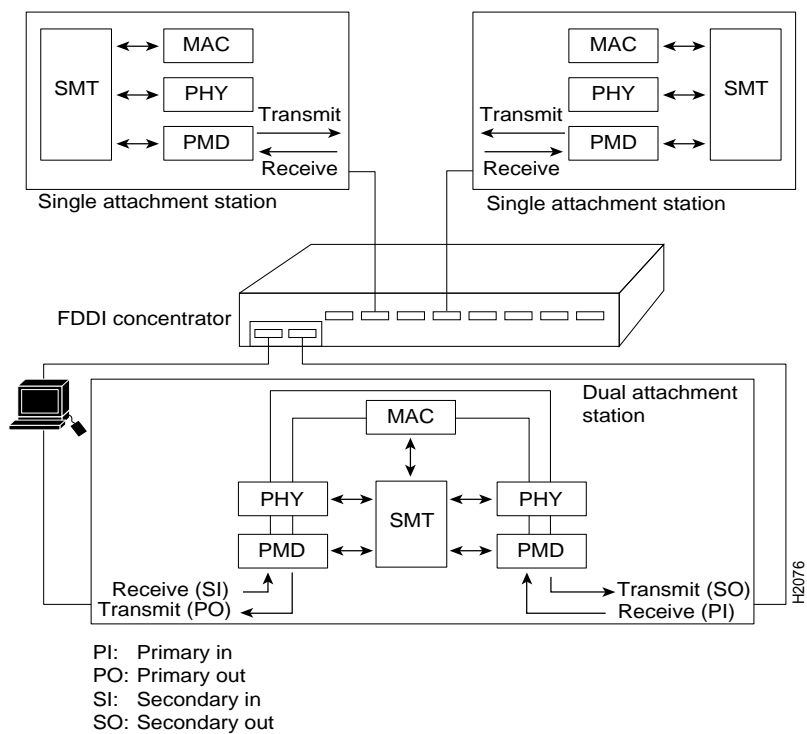 MAC
SMT
PHY
Transmit
PMD
Receive
Single attachment station
MAC
SMT
PHY
Transmit
PMD
Receive
Single attachment station
FDDI concentrator
Dual attachment
station
MAC
PHY
SMT
PHY
PMD
PMD
Receive (SI)
Transmit (PO)
Transmit (SO)
Receive (PI)
H2076
PI: Primary in
PO: Primary out
SI: Secondary in
SO: Secondary out